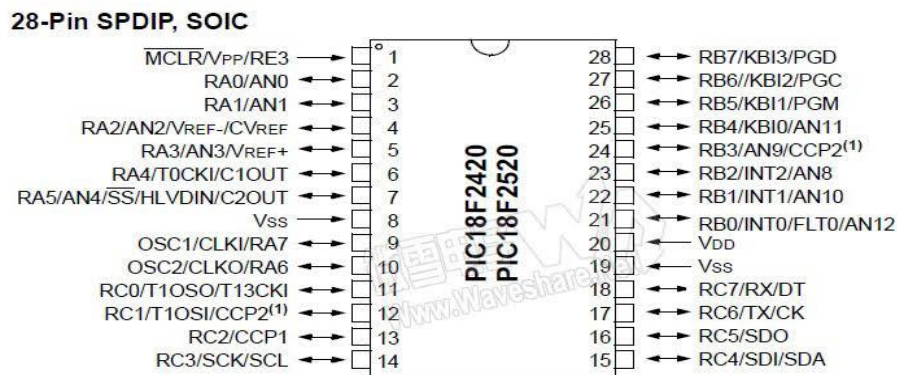 28-Pin SPDIP, SOIC
MCLR/VPP/RE3
RA0/AN0
RA1/AN1
RA2/AN2/VREF-/CVREF
RA3/AN3/VREF+
RA4/T0CKI/C1OUT
RA5/AN4/SS/HLVDIN/C2OUT
VSS
OSC1/CLKI/RA7
OSC2/CLKO/RA6
RC0/T1OSO/T13CKI
RC1/T1OSI/CCP2(1)
RC2/CCP1
RC3/SCK/SCL
1
2
3
4
5
6
7
8
9
10
11
12
13
14
PIC18F2420
PIC18F2520
28
27
26
25
24
23
22
21
20
19
18
17
16
15
RB7/KBI3/PGD
RB6//KBI2/PGC
RB5/KBI1/PGM
RB4/KBI0/AN11
RB3/AN9/CCP2(1)
RB2/INT2/AN8
RB1/INT1/AN10
RB0/INT0/FLT0/AN12
VDD
VSS
RC7/RX/DT
RC6/TX/CK
RC5/SDO
RC4/SDI/SDA
Www.Waveshare.net